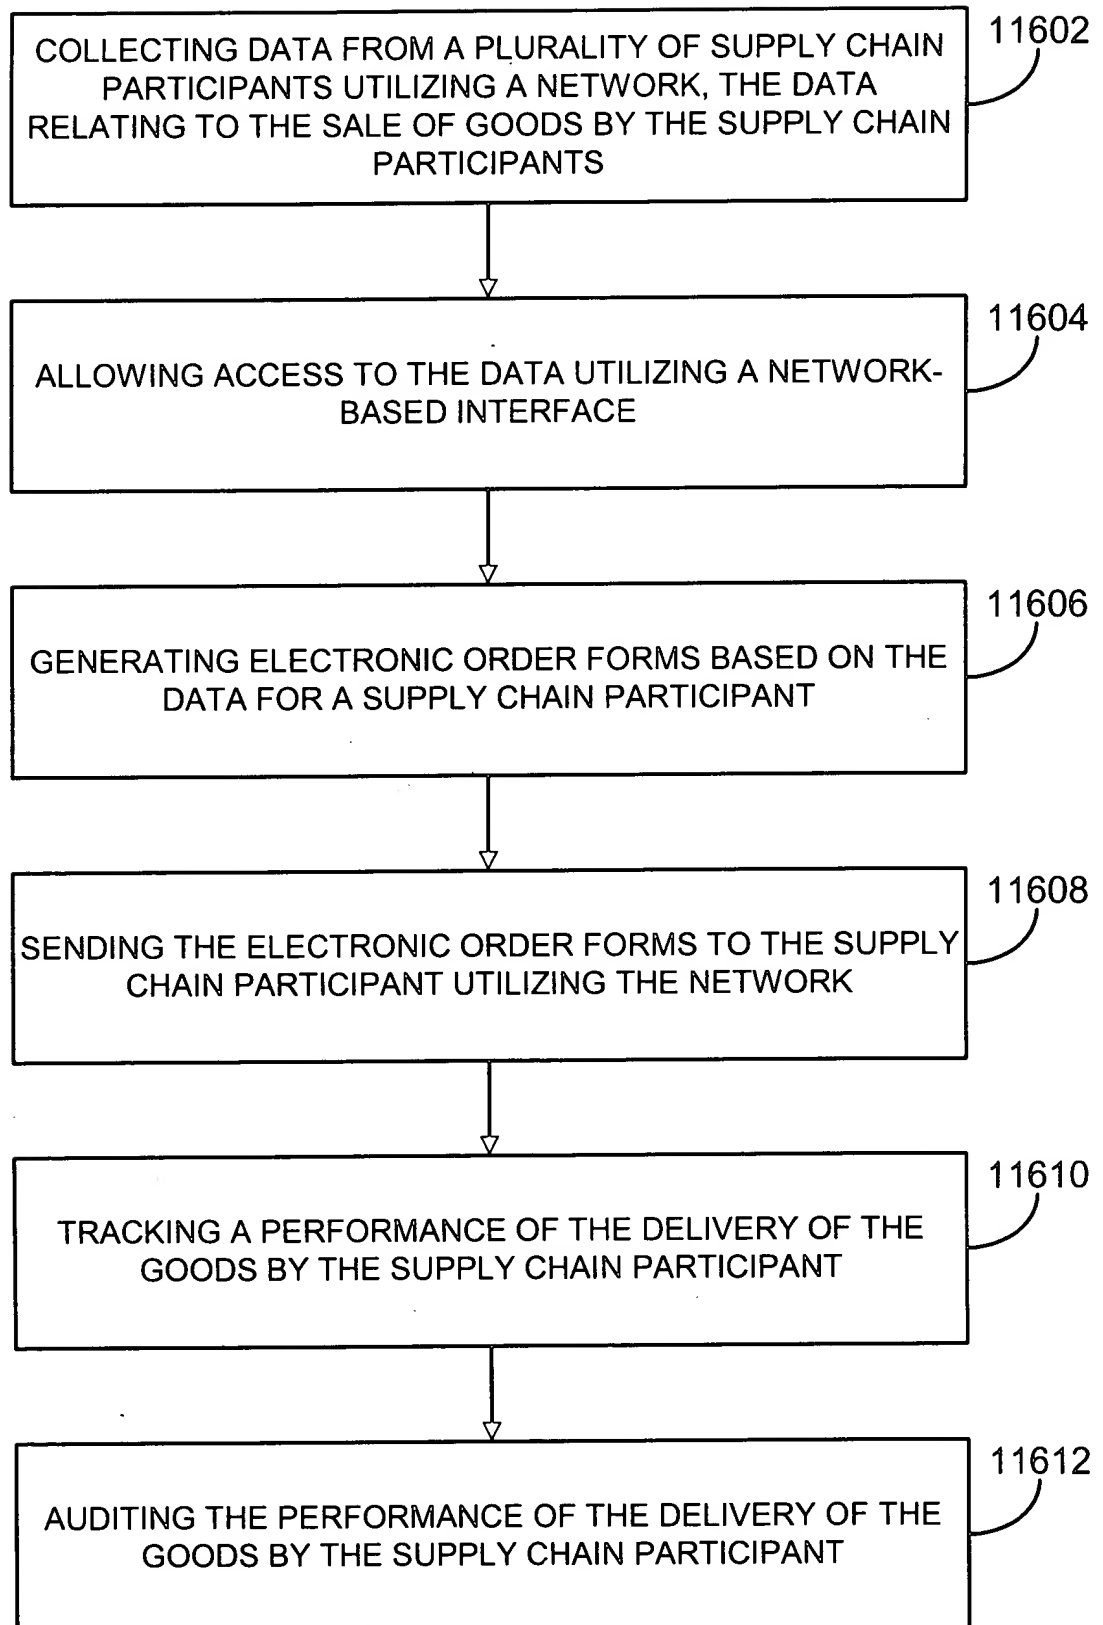 COLLECTING DATA FROM A PLURALITY OF SUPPLY CHAIN
PARTICIPANTS UTILIZING A NETWORK, THE DATA
RELATING TO THE SALE OF GOODS BY THE SUPPLY CHAIN
PARTICIPANTS
11602
ALLOWING ACCESS TO THE DATA UTILIZING A NETWORK-
BASED INTERFACE
11604
GENERATING ELECTRONIC ORDER FORMS BASED ON THE
DATA FOR A SUPPLY CHAIN PARTICIPANT
11606
SENDING THE ELECTRONIC ORDER FORMS TO THE SUPPLY
CHAIN PARTICIPANT UTILIZING THE NETWORK
11608
TRACKING A PERFORMANCE OF THE DELIVERY OF THE
GOODS BY THE SUPPLY CHAIN PARTICIPANT
11610
AUDITING THE PERFORMANCE OF THE DELIVERY OF THE
GOODS BY THE SUPPLY CHAIN PARTICIPANT
11612